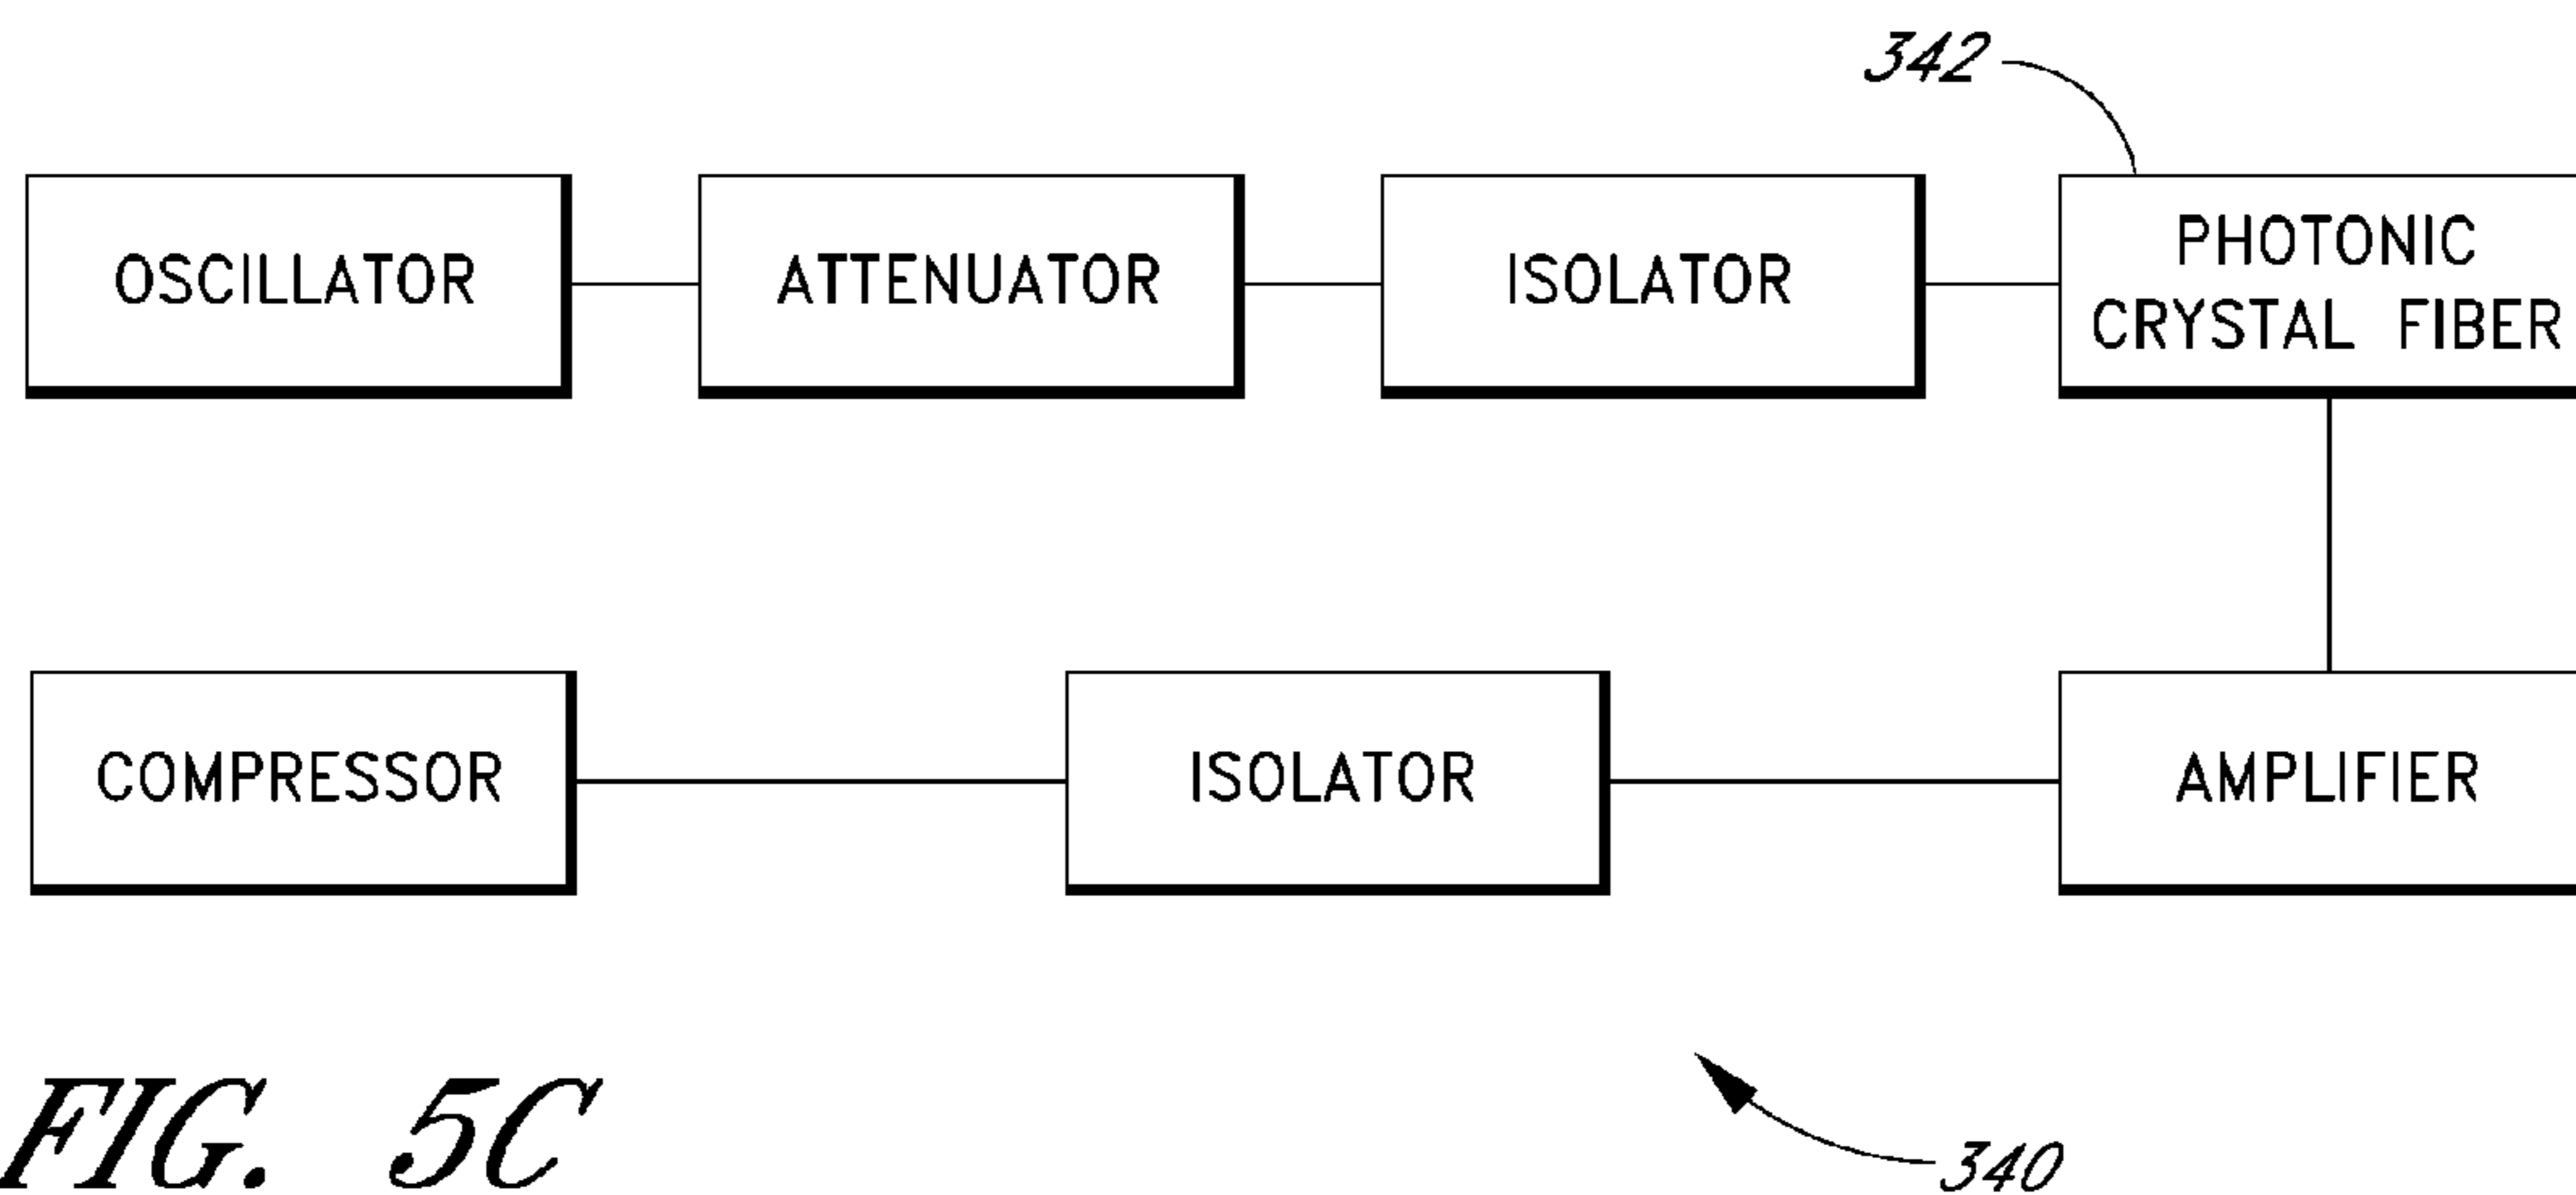 342
OSCILLATOR
ATTENUATOR
ISOLATOR
PHOTONIC
CRYSTAL FIBER
COMPRESSOR
ISOLATOR
AMPLIFIER
FIG. 5C
340